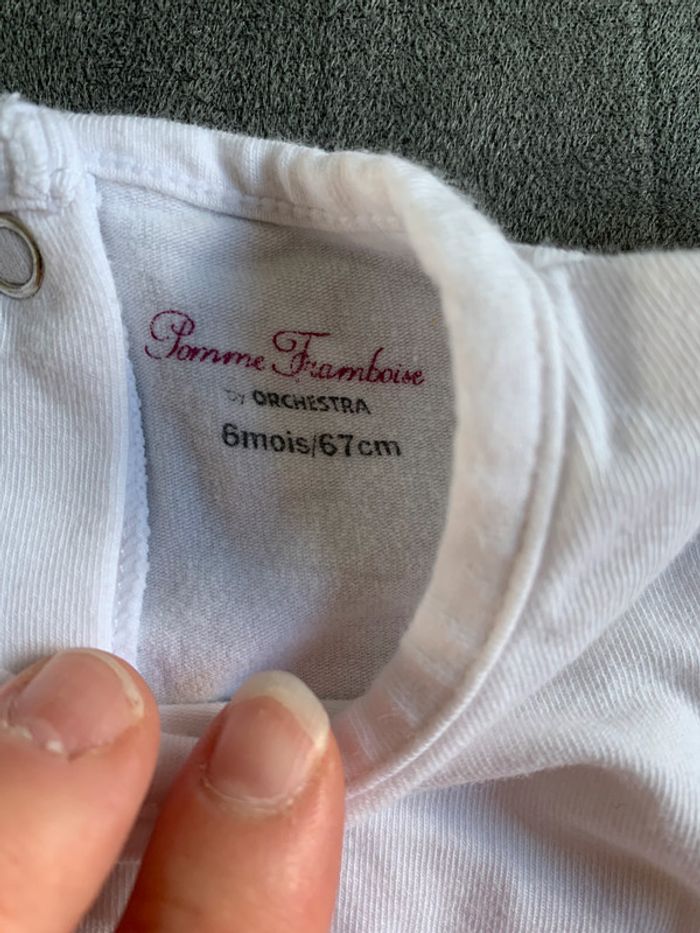 Pomme Framboise
by ORCHESTRA
6mois/67cm